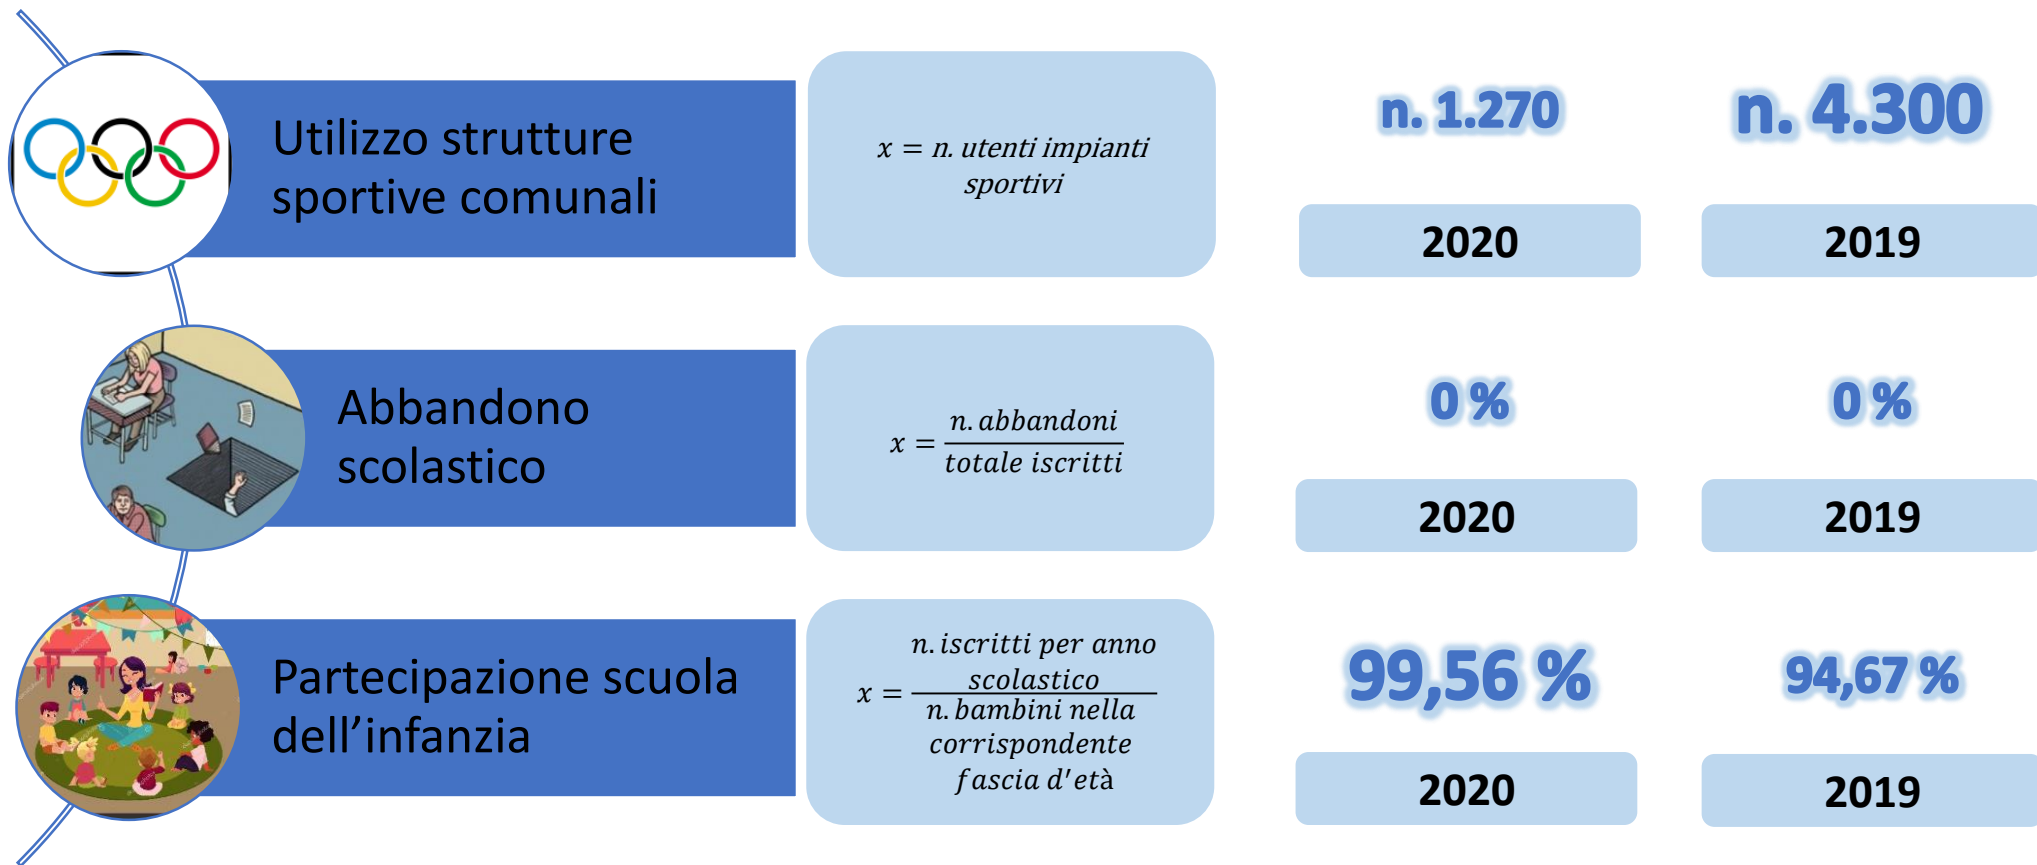 Utilizzo strutture
sportive comunali
x = n. utenti impianti
sportivi
n. 1.270
n. 4.300
2020
2019
Abbandono
scolastico
x = n. abbandoni
totale iscritti
0 %
0 %
2020
2019
Partecipazione scuola
dell’infanzia
n. iscritti per anno
scolastico
x =
n. bambini nella
corrispondente
fascia d'età
99,56 %
94,67 %
2020
2019